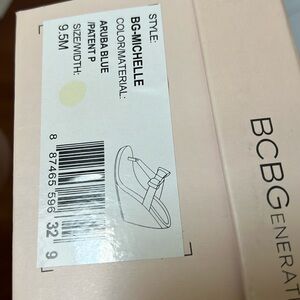 STYLE:
BG-MICHELLE
COLOR/MATERIAL:
ARUBA BLUE
/PATENT P
SIZE/WIDTH:
9.5M
8 87465 596 32 9
BCBGENERAT